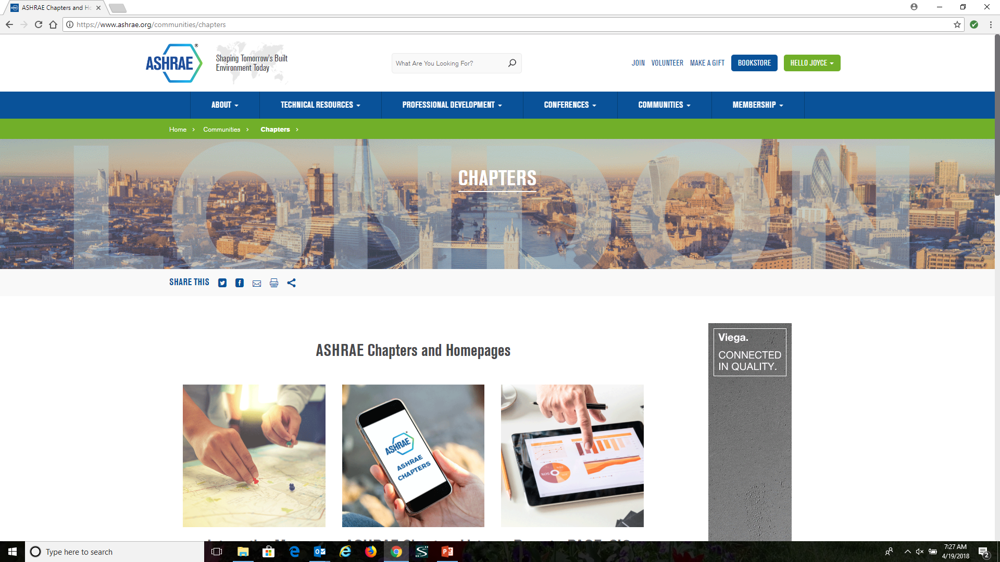 ASHRAE Chapters and Ho
https://www.ashrae.org/communities/chapters
ASHRAE
Shaping Tomorrow's Built
Environment Today
What Are You Looking For?
JOIN VOLUNTEER MAKE A GIFT BOOKSTORE HELLO JOYCE
ABOUT TECHNICAL RESOURCES PROFESSIONAL DEVELOPMENT CONFERENCES COMMUNITIES MEMBERSHIP
Home > Communities > Chapters >
LONDON
CHAPTERS
SHARE THIS
ASHRAE Chapters and Homepages
Viega.
CONNECTED
IN QUALITY.
ASHRAE
ASHRAE
CHAPTERS
50%
Type here to search
7:27 AM
4/19/2018
2